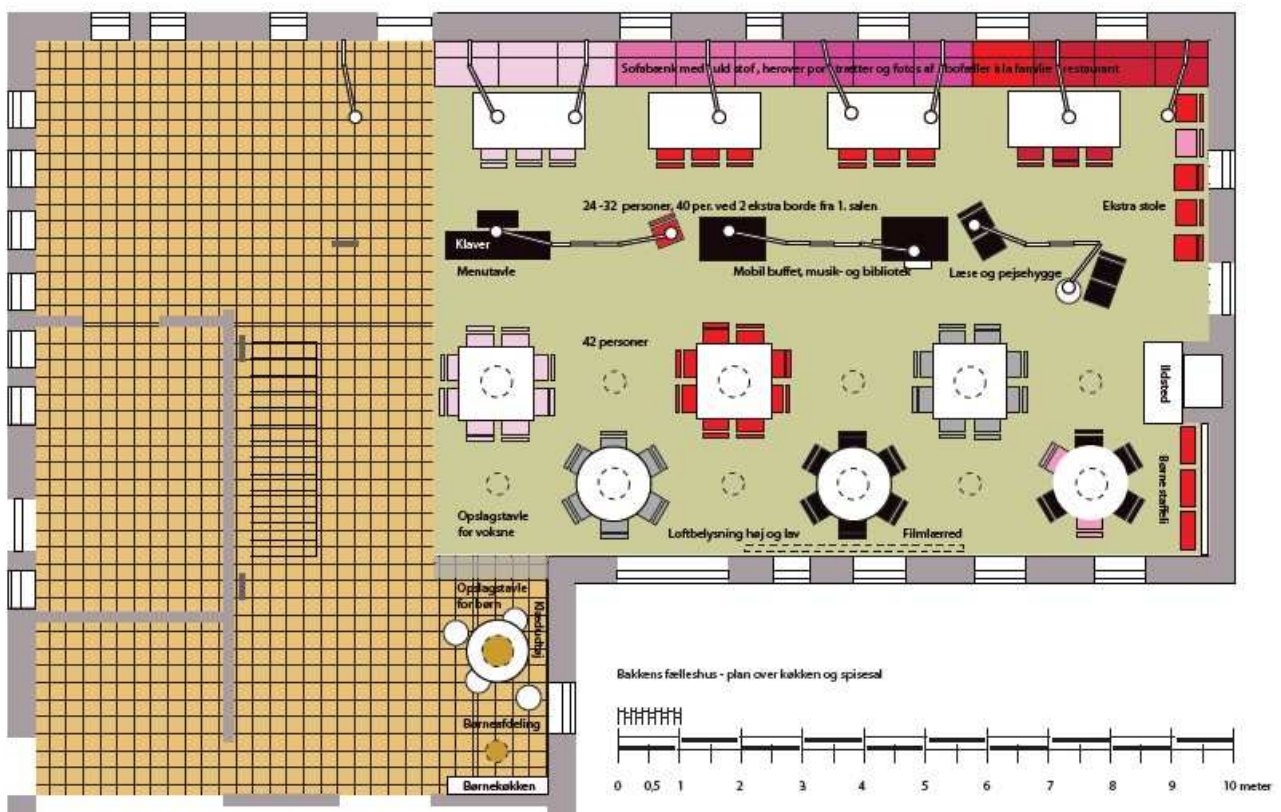 Sofabænk med uld stof, herover portrætter og fotos af bofæller à la familie restaurant
24 -32 personer, 40 per. ved 2 ekstra borde fra 1. salen
Ekstra stole
Klaver
Menutavle
Mobil buffet, musik- og bibliotek
Læse og pejsehygge
42 personer
Ildsted
Børne staffeli
Opslagstavle
for voksne
Loftbelysning høj og lav
Filmlærred
Opslagstavle
for børn
Klædudtøj
Børneafdeling
Børnekøkken
Bakkens fælleshus - plan over køkken og spisesal
0 0,5 1 2 3 4 5 6 7 8 9 10 meter